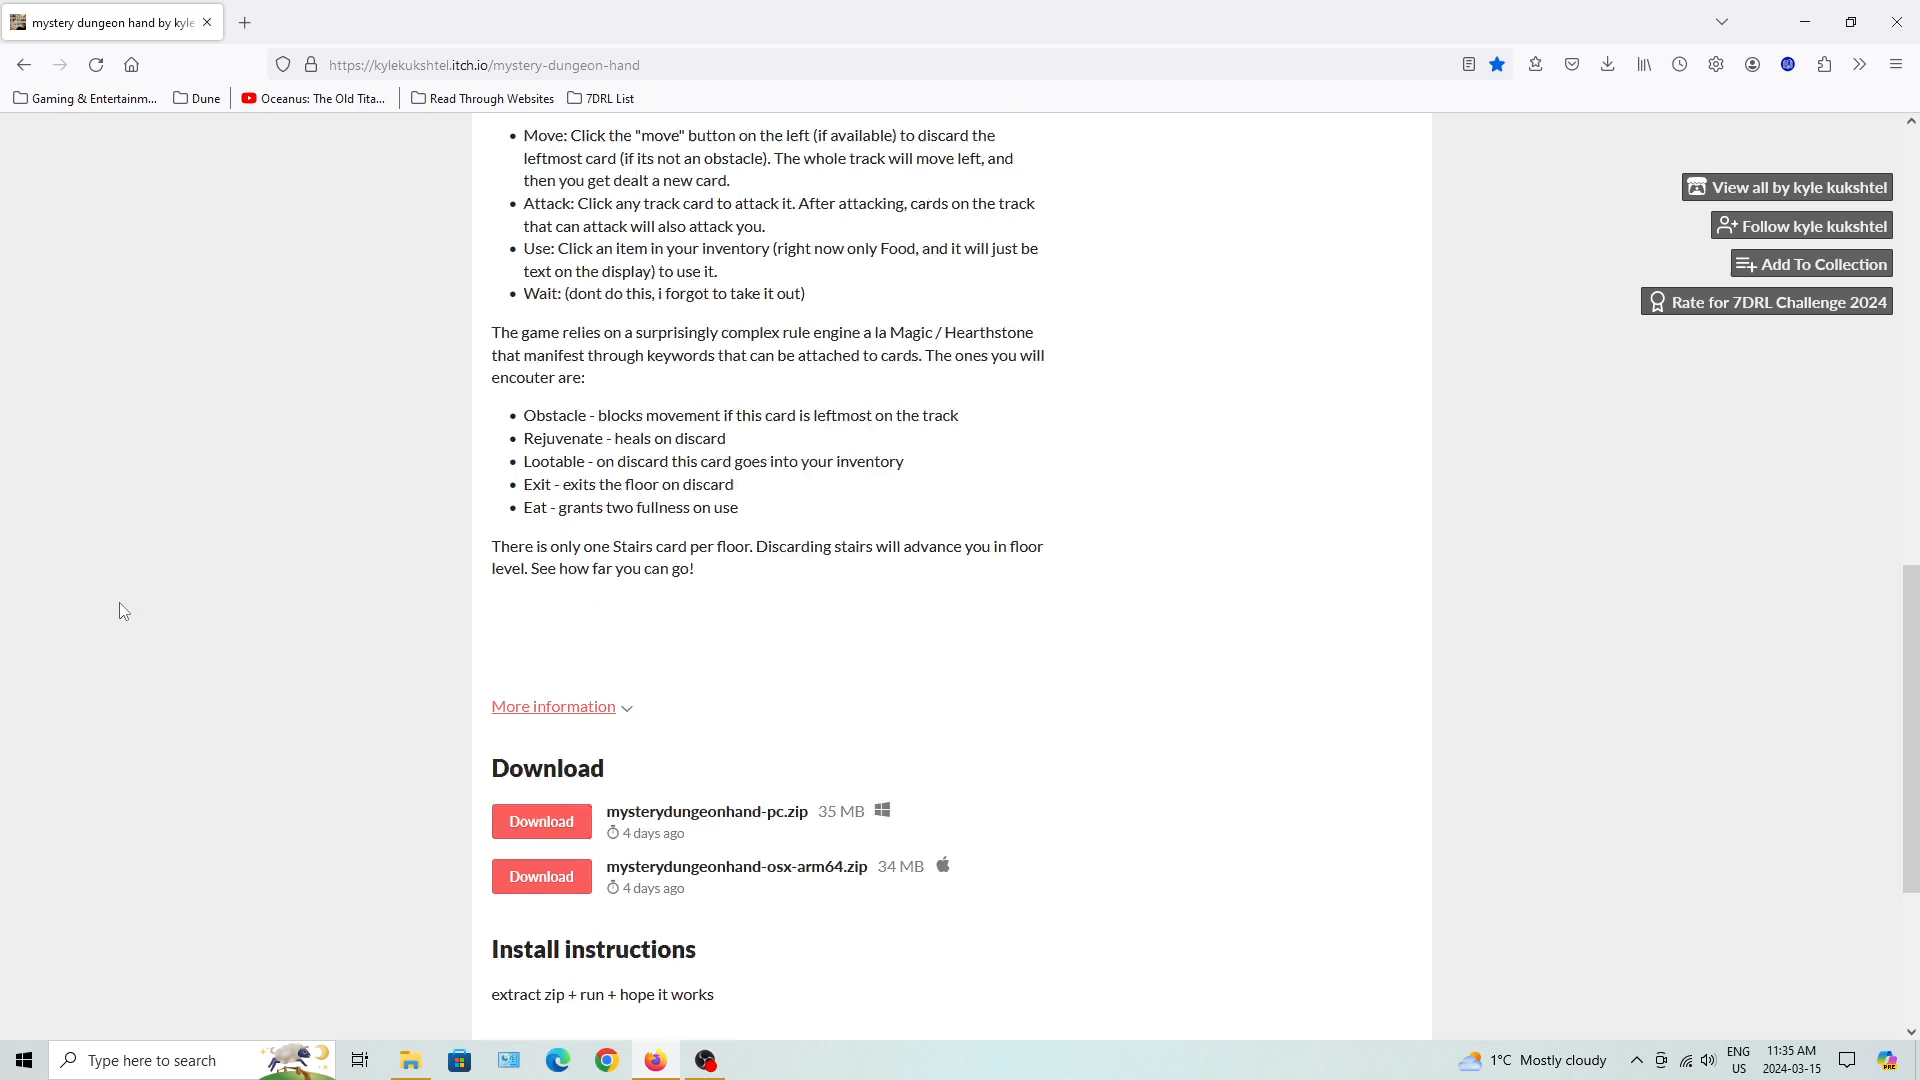 mystery dungeon hand by kyle
https://kylekukshtel.itch.io/mystery-dungeon-hand
Gaming & Entertainm...
Dune
Oceanus: The Old Tita...
Read Through Websites
7DRL List
• Move: Click the "move" button on the left (if available) to discard the
leftmost card (if its not an obstacle). The whole track will move left, and
then you get dealt a new card.
• Attack: Click any track card to attack it. After attacking, cards on the track
that can attack will also attack you.
• Use: Click an item in your inventory (right now only Food, and it will just be
text on the display) to use it.
• Wait: (dont do this, i forgot to take it out)
The game relies on a surprisingly complex rule engine a la Magic / Hearthstone
that manifest through keywords that can be attached to cards. The ones you will
encouter are:
• Obstacle - blocks movement if this card is leftmost on the track
• Rejuvenate - heals on discard
• Lootable - on discard this card goes into your inventory
• Exit - exits the floor on discard
• Eat - grants two fullness on use
There is only one Stairs card per floor. Discarding stairs will advance you in floor
level. See how far you can go!
More information
Download
Download mysterydungeonhand-pc.zip 35 MB
4 days ago
Download mysterydungeonhand-osx-arm64.zip 34 MB
4 days ago
Install instructions
extract zip + run + hope it works
View all by kyle kukshtel
Follow kyle kukshtel
Add To Collection
Rate for 7DRL Challenge 2024
Type here to search
1°C Mostly cloudy
ENG
US
11:35 AM
2024-03-15
PRE